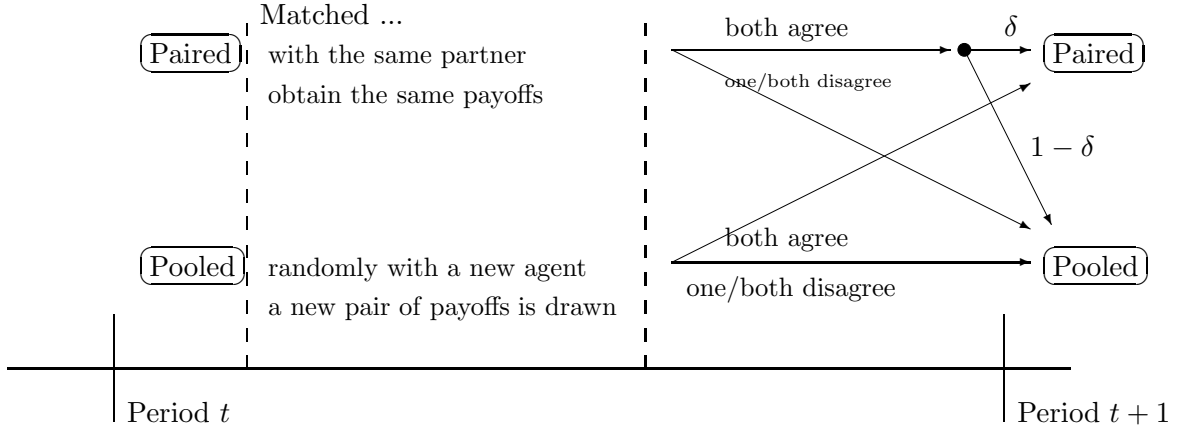 Matched ...
Paired
with the same partner
obtain the same payoffs
both agree
δ
Paired
one/both disagree
1 − δ
Pooled
randomly with a new agent
a new pair of payoffs is drawn
both agree
Pooled
one/both disagree
Period t
Period t + 1